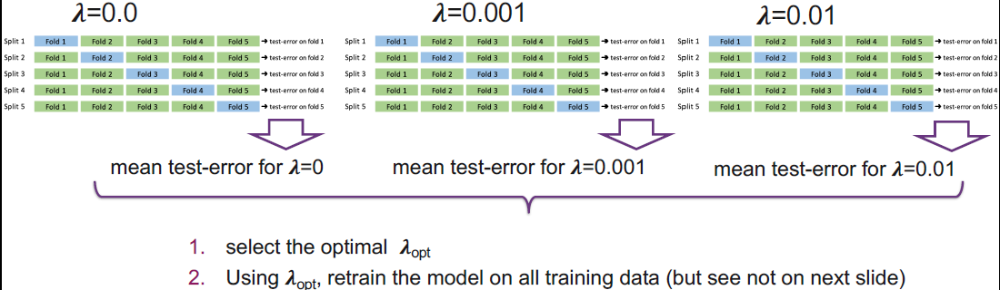 λ=0.0
Split 1 Fold 1 Fold 2 Fold 3 Fold 4 Fold 5 → test-error on fold 1
Split 2 Fold 1 Fold 2 Fold 3 Fold 4 Fold 5 → test-error on fold 2
Split 3 Fold 1 Fold 2 Fold 3 Fold 4 Fold 5 → test-error on fold 3
Split 4 Fold 1 Fold 2 Fold 3 Fold 4 Fold 5 → test-error on fold 4
Split 5 Fold 1 Fold 2 Fold 3 Fold 4 Fold 5 → test-error on fold 5
mean test-error for λ=0
λ=0.001
Split 1 Fold 1 Fold 2 Fold 3 Fold 4 Fold 5 → test-error on fold 1
Split 2 Fold 1 Fold 2 Fold 3 Fold 4 Fold 5 → test-error on fold 2
Split 3 Fold 1 Fold 2 Fold 3 Fold 4 Fold 5 → test-error on fold 3
Split 4 Fold 1 Fold 2 Fold 3 Fold 4 Fold 5 → test-error on fold 4
Split 5 Fold 1 Fold 2 Fold 3 Fold 4 Fold 5 → test-error on fold 5
mean test-error for λ=0.001
λ=0.01
Split 1 Fold 1 Fold 2 Fold 3 Fold 4 Fold 5 → test-error on fold 1
Split 2 Fold 1 Fold 2 Fold 3 Fold 4 Fold 5 → test-error on fold 2
Split 3 Fold 1 Fold 2 Fold 3 Fold 4 Fold 5 → test-error on fold 3
Split 4 Fold 1 Fold 2 Fold 3 Fold 4 Fold 5 → test-error on fold 4
Split 5 Fold 1 Fold 2 Fold 3 Fold 4 Fold 5 → test-error on fold 5
mean test-error for λ=0.01
1. select the optimal λopt
2. Using λopt, retrain the model on all training data (but see not on next slide)